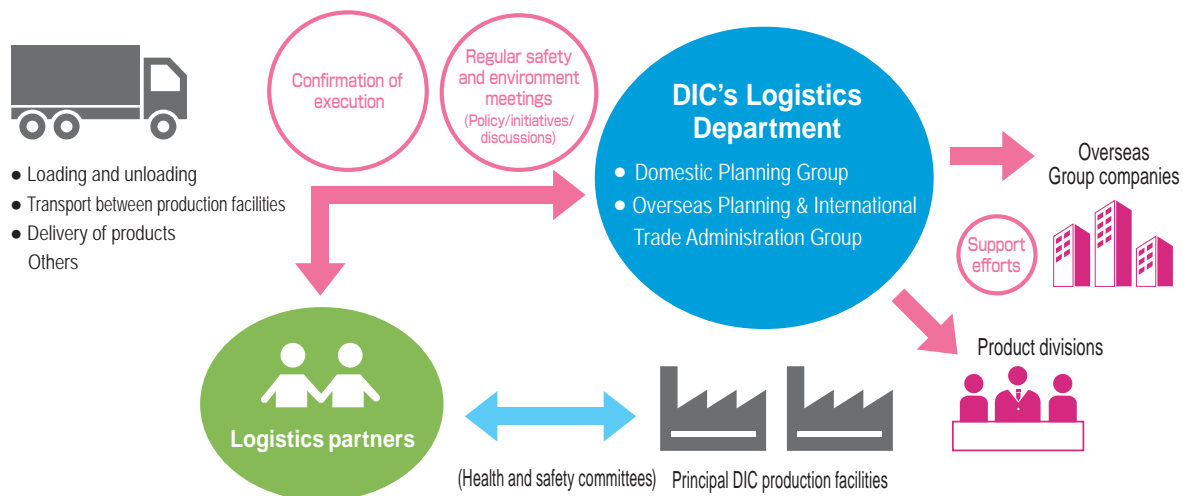 Confirmation of
execution
Regular safety
and environment
meetings
(Policy/initiatives/
discussions)
DIC’s Logistics
Department
● Domestic Planning Group
● Overseas Planning & International
Trade Administration Group
● Loading and unloading
● Transport between production facilities
● Delivery of products
Others
Overseas
Group companies
Support
efforts
Product divisions
Logistics partners
(Health and safety committees)
Principal DIC production facilities